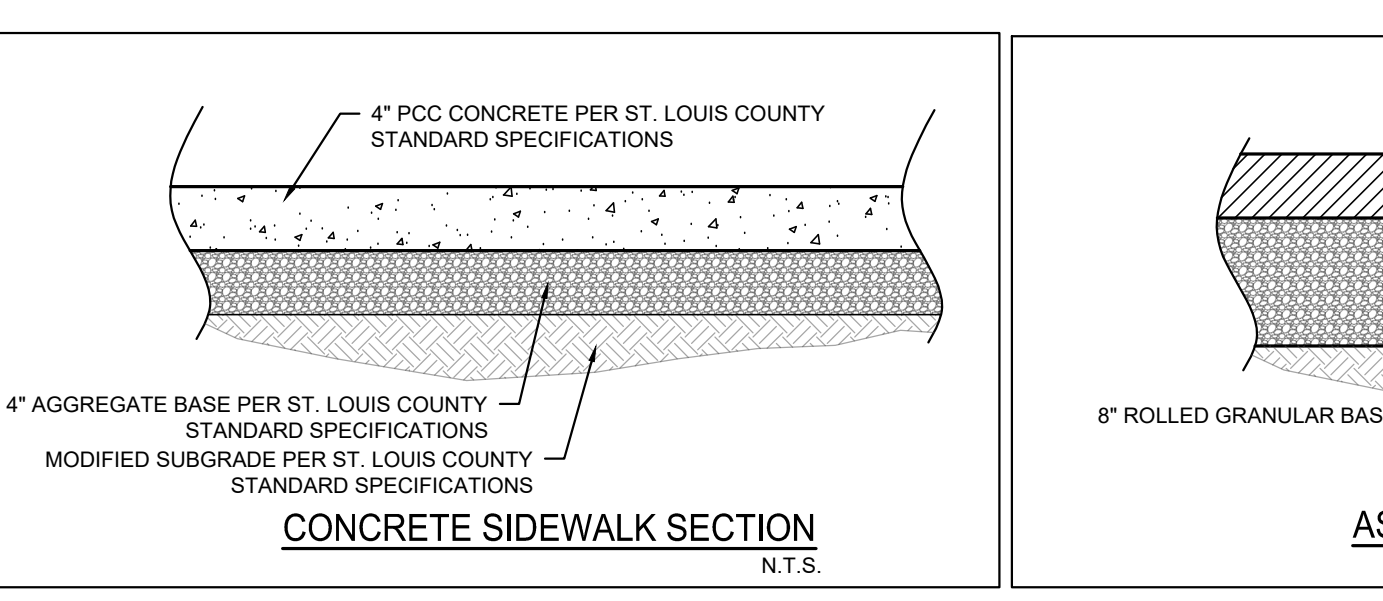 4" PCC CONCRETE PER ST. LOUIS COUNTY
STANDARD SPECIFICATIONS
4" AGGREGATE BASE PER ST. LOUIS COUNTY
STANDARD SPECIFICATIONS
MODIFIED SUBGRADE PER ST. LOUIS COUNTY
STANDARD SPECIFICATIONS
CONCRETE SIDEWALK SECTION
N.T.S.
8" ROLLED GRANULAR BAS
AS